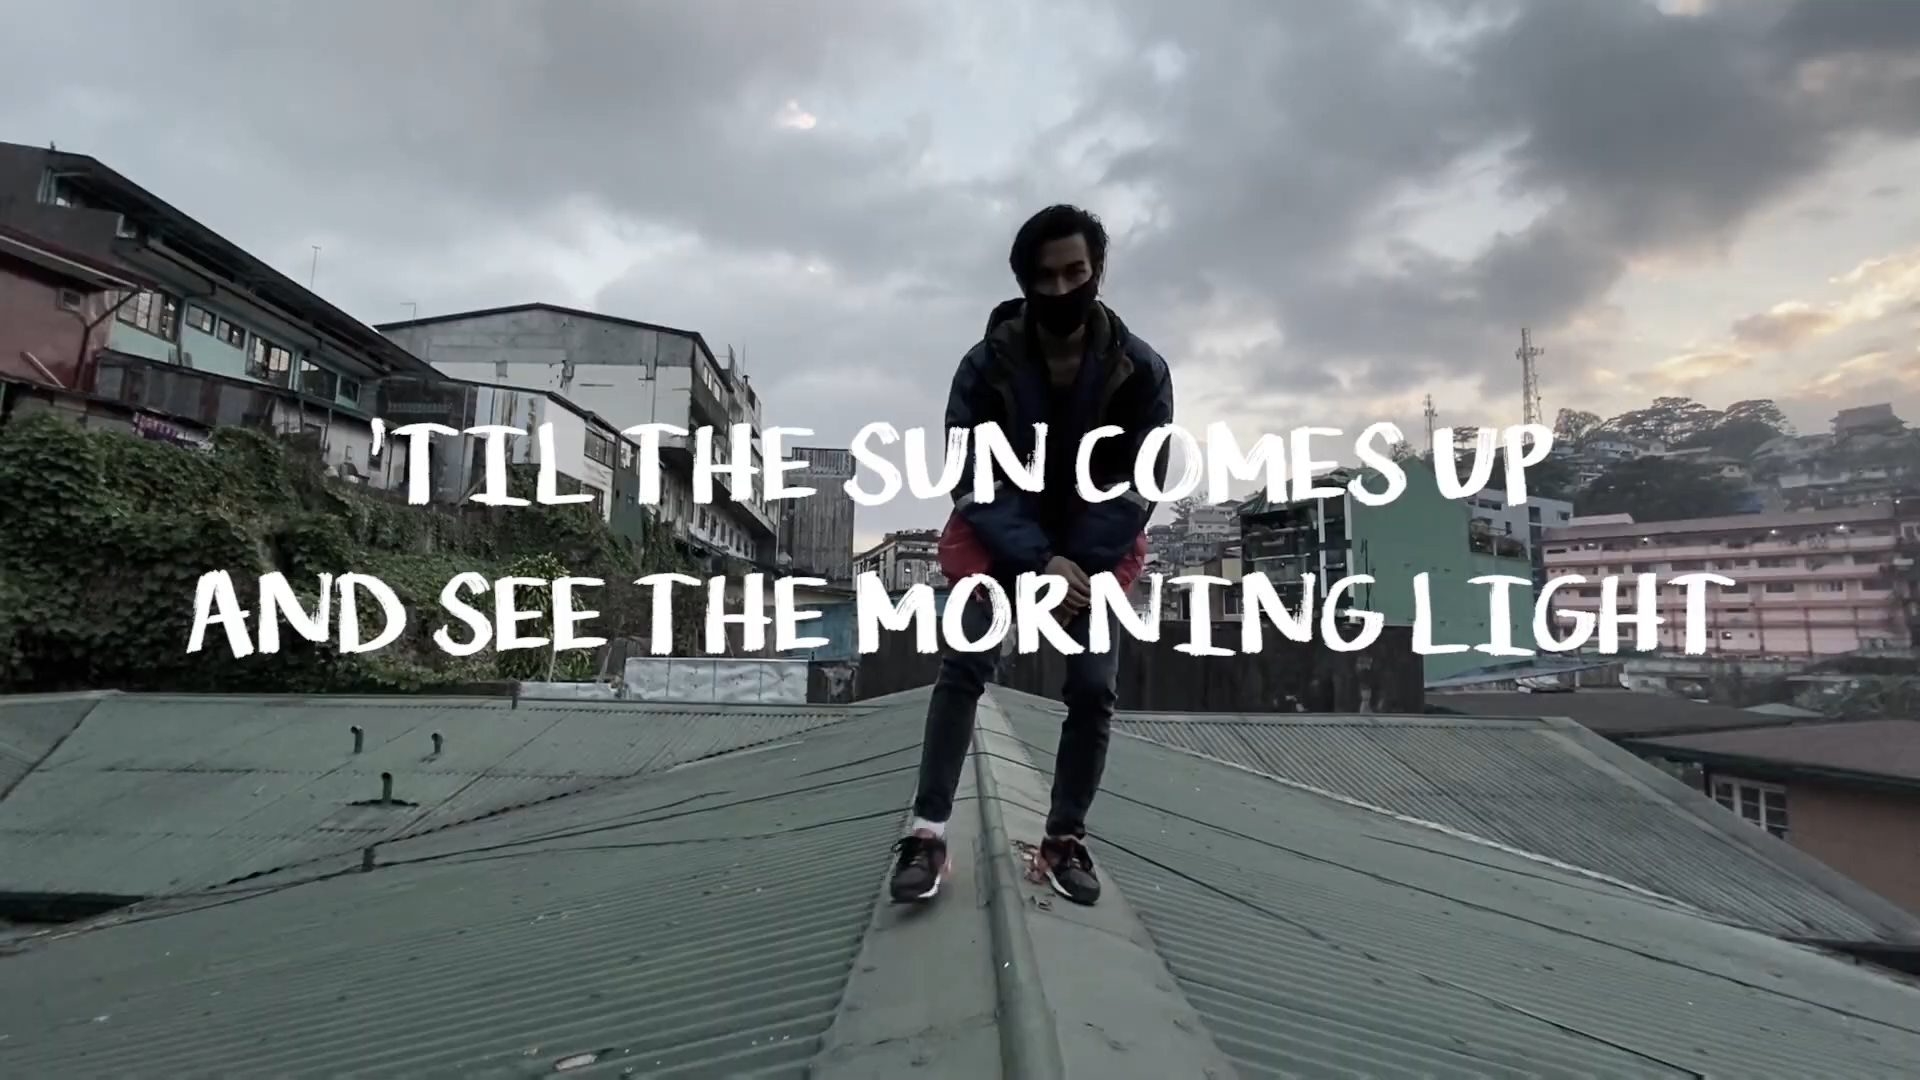 'TIL THE SUN COMES UP
AND SEE THE MORNING LIGHT